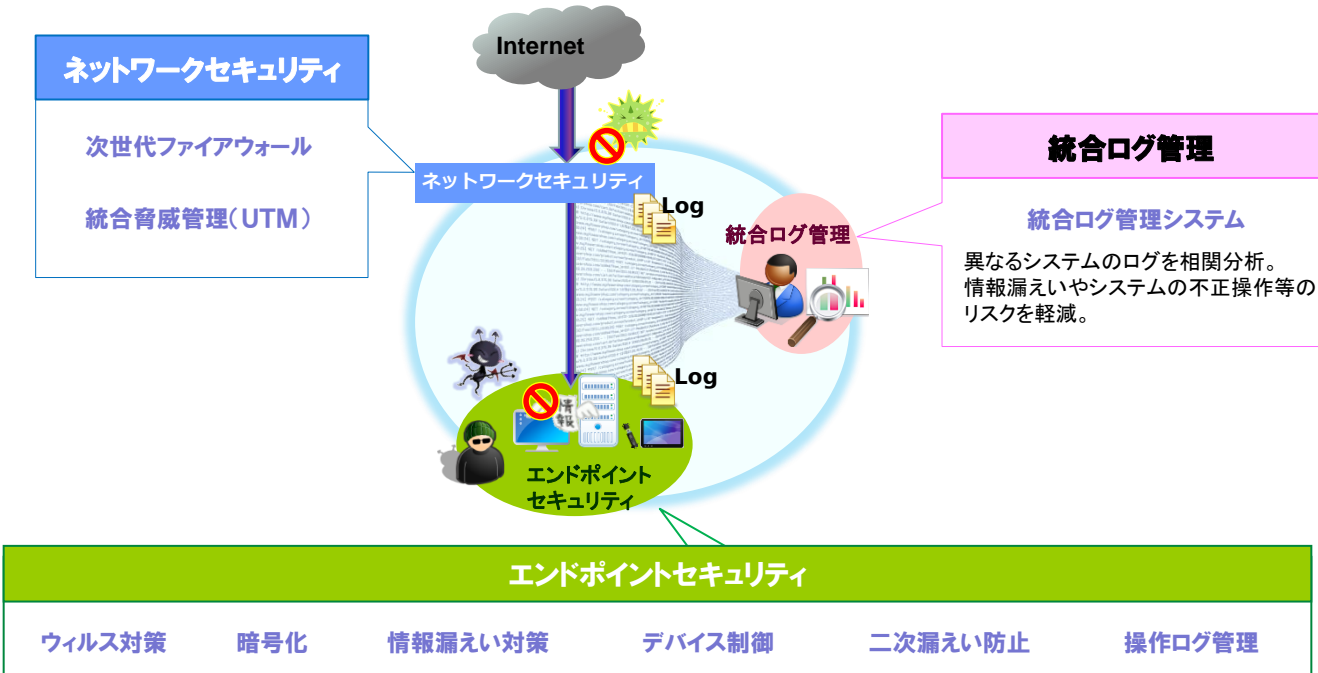 Internet
ネットワークセキュリティ
次世代ファイアウォール
統合脅威管理(UTM)
ネットワークセキュリティ
Log
統合ログ管理
統合ログ管理
統合ログ管理システム
異なるシステムのログを相関分析。
情報漏えいやシステムの不正操作等の
リスクを軽減。
Log
情報
エンドポイント
セキュリティ
エンドポイントセキュリティ
ウィルス対策 暗号化 情報漏えい対策 デバイス制御 二次漏えい防止 操作ログ管理